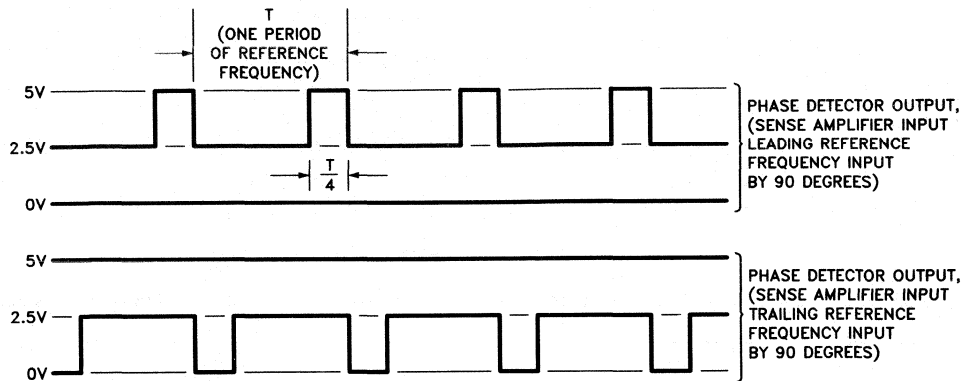 T
(ONE PERIOD
OF REFERENCE
FREQUENCY)
5V
2.5V
0V
T
4
PHASE DETECTOR OUTPUT,
(SENSE AMPLIFIER INPUT
LEADING REFERENCE
FREQUENCY INPUT
BY 90 DEGREES)
5V
2.5V
0V
PHASE DETECTOR OUTPUT,
(SENSE AMPLIFIER INPUT
TRAILING REFERENCE
FREQUENCY INPUT
BY 90 DEGREES)